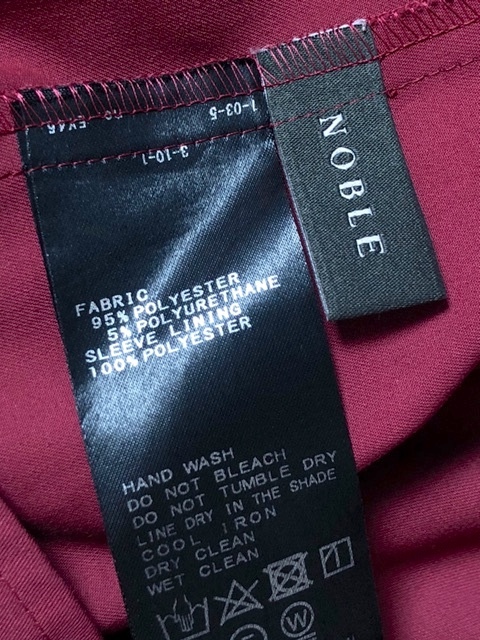 NOBLE
1-03-5
3-10-1
FABRIC
95% POLYESTER
5% POLYURETHANE
SLEEVE LINING
100% POLYESTER
HAND WASH
DO NOT BLEACH
DO NOT TUMBLE DRY
LINE DRY IN THE SHADE
COOL IRON
DRY CLEAN
WET CLEAN
W